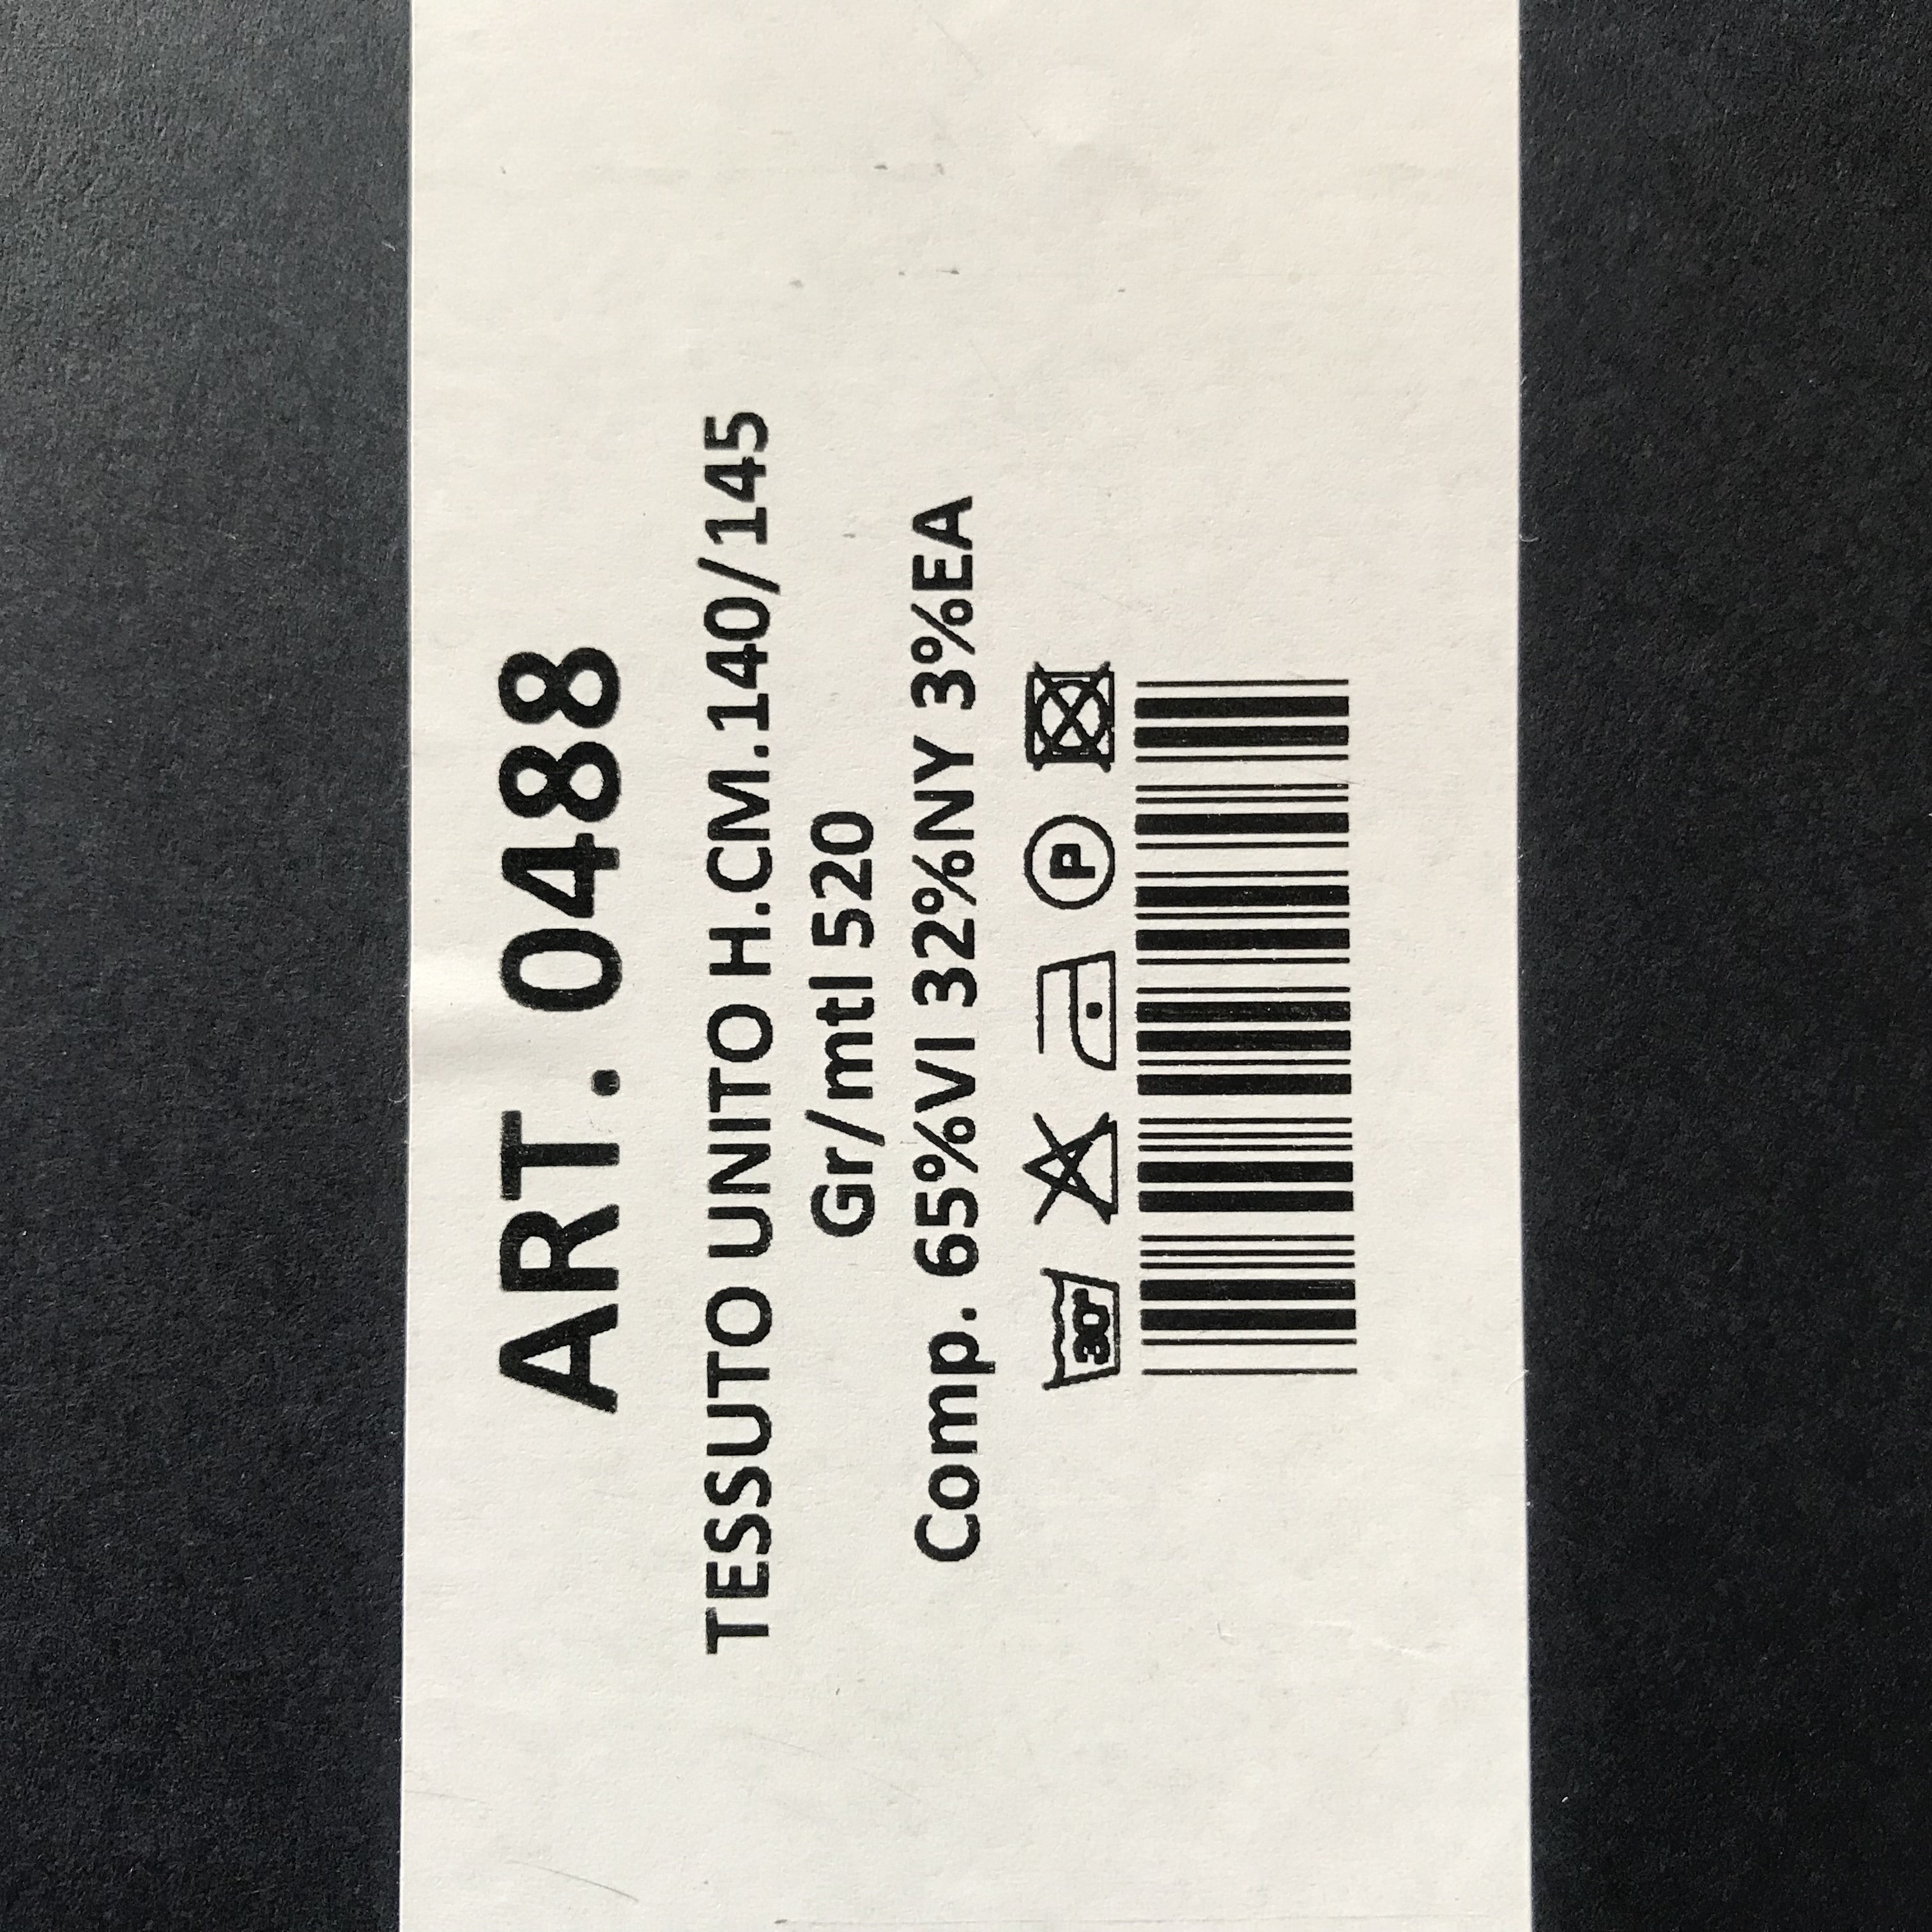 ART. 0488
TESSUTO UNITO H.CM.140/145
Gr/mtl 520
Comp. 65%VI 32%NY 3%EA
30° P